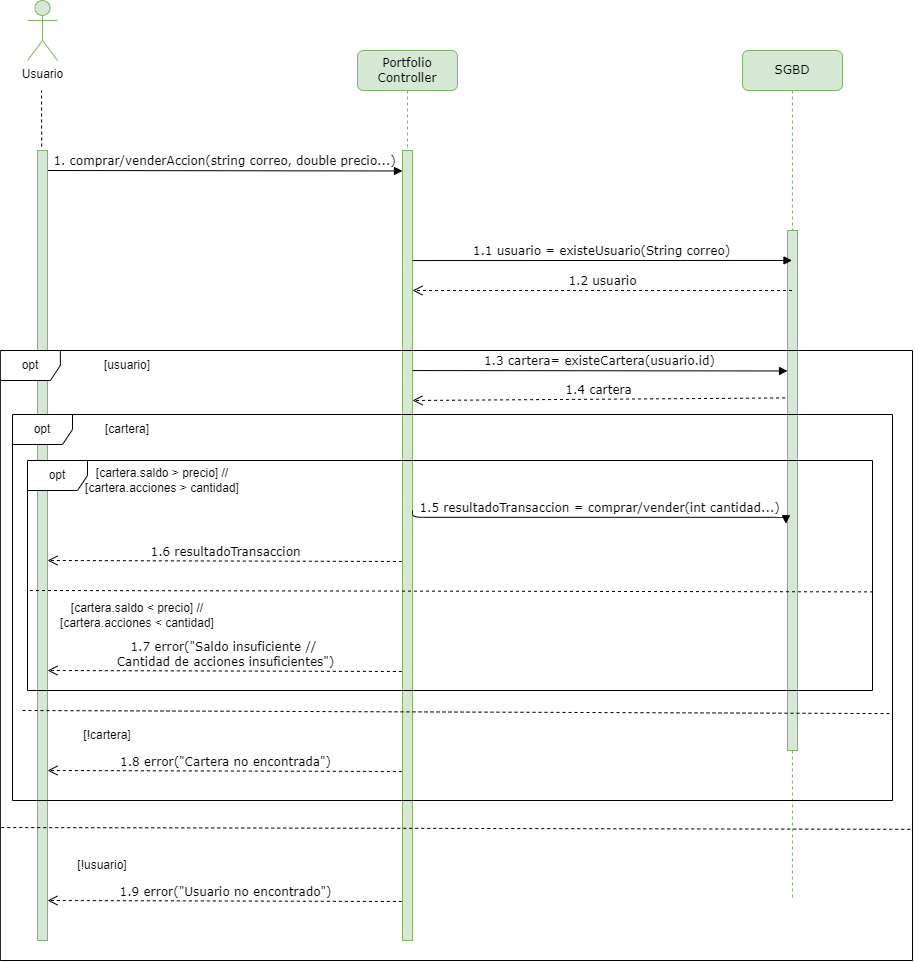 Usuario
Portfolio
Controller
SGBD
1. comprar/venderAccion(string correo, double precio...)
1.1 usuario = existeUsuario(String correo)
1.2 usuario
opt
[usuario]
1.3 cartera= existeCartera(usuario.id)
1.4 cartera
opt
[cartera]
opt
[cartera.saldo > precio] //
[cartera.acciones > cantidad]
1.5 resultadoTransaccion = comprar/vender(int cantidad...)
1.6 resultadoTransaccion
[cartera.saldo < precio] //
[cartera.acciones < cantidad]
1.7 error("Saldo insuficiente //
Cantidad de acciones insuficientes")
[!cartera]
1.8 error("Cartera no encontrada")
[!usuario]
1.9 error("Usuario no encontrado")